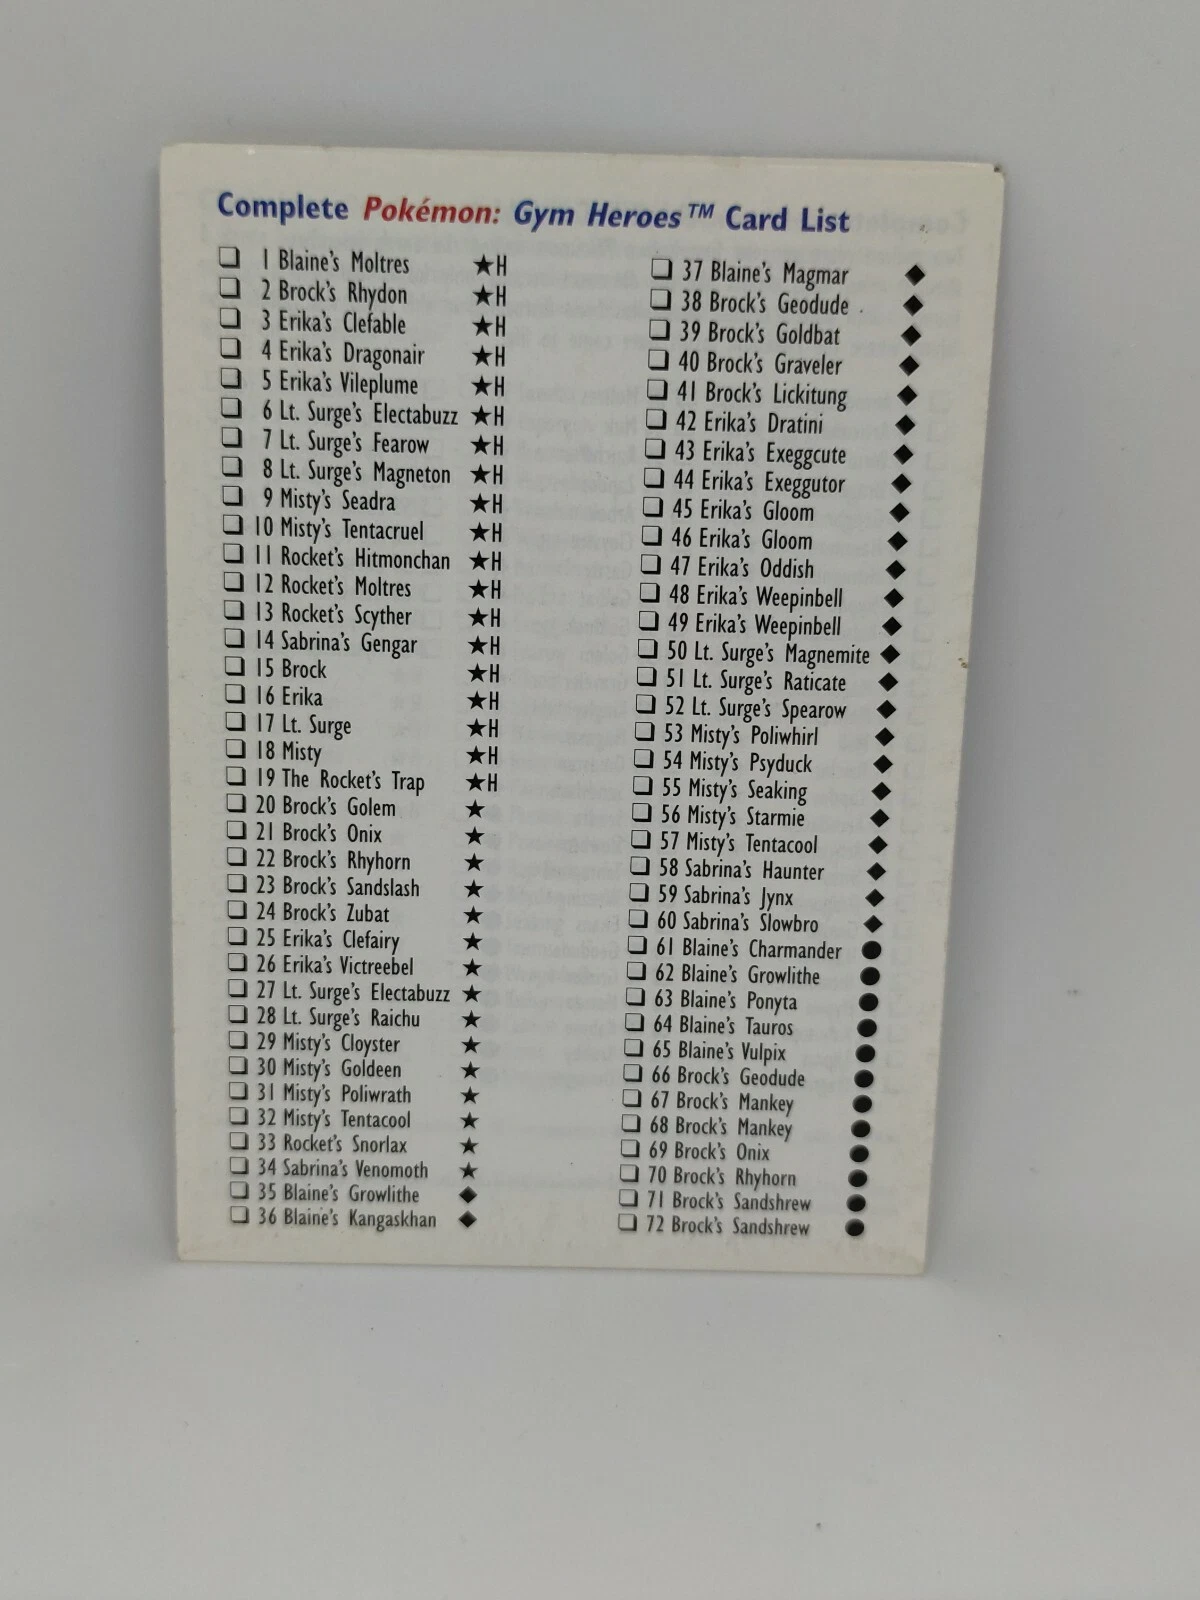 Complete Pokémon: Gym Heroes™ Card List
❏ 1 Blaine's Moltres ★H
❏ 2 Brock's Rhydon ★H
❏ 3 Erika's Clefable ★H
❏ 4 Erika's Dragonair ★H
❏ 5 Erika's Vileplume ★H
❏ 6 Lt. Surge's Electabuzz ★H
❏ 7 Lt. Surge's Fearow ★H
❏ 8 Lt. Surge's Magneton ★H
❏ 9 Misty's Seadra ★H
❏ 10 Misty's Tentacruel ★H
❏ 11 Rocket's Hitmonchan ★H
❏ 12 Rocket's Moltres ★H
❏ 13 Rocket's Scyther ★H
❏ 14 Sabrina's Gengar ★H
❏ 15 Brock ★H
❏ 16 Erika ★H
❏ 17 Lt. Surge ★H
❏ 18 Misty ★H
❏ 19 The Rocket's Trap ★H
❏ 20 Brock's Golem ★
❏ 21 Brock's Onix ★
❏ 22 Brock's Rhyhorn ★
❏ 23 Brock's Sandslash ★
❏ 24 Brock's Zubat ★
❏ 25 Erika's Clefairy ★
❏ 26 Erika's Victreebel ★
❏ 27 Lt. Surge's Electabuzz ★
❏ 28 Lt. Surge's Raichu ★
❏ 29 Misty's Cloyster ★
❏ 30 Misty's Goldeen ★
❏ 31 Misty's Poliwrath ★
❏ 32 Misty's Tentacool ★
❏ 33 Rocket's Snorlax ★
❏ 34 Sabrina's Venomoth ★
❏ 35 Blaine's Growlithe ◆
❏ 36 Blaine's Kangaskhan ◆
❏ 37 Blaine's Magmar ◆
❏ 38 Brock's Geodude ◆
❏ 39 Brock's Golbat ◆
❏ 40 Brock's Graveler ◆
❏ 41 Brock's Lickitung ◆
❏ 42 Erika's Dratini ◆
❏ 43 Erika's Exeggcute ◆
❏ 44 Erika's Exeggutor ◆
❏ 45 Erika's Gloom ◆
❏ 46 Erika's Gloom ◆
❏ 47 Erika's Oddish ◆
❏ 48 Erika's Weepinbell ◆
❏ 49 Erika's Weepinbell ◆
❏ 50 Lt. Surge's Magnemite ◆
❏ 51 Lt. Surge's Raticate ◆
❏ 52 Lt. Surge's Spearow ◆
❏ 53 Misty's Poliwhirl ◆
❏ 54 Misty's Psyduck ◆
❏ 55 Misty's Seaking ◆
❏ 56 Misty's Starmie ◆
❏ 57 Misty's Tentacool ◆
❏ 58 Sabrina's Haunter ◆
❏ 59 Sabrina's Jynx ◆
❏ 60 Sabrina's Slowbro ◆
❏ 61 Blaine's Charmander ●
❏ 62 Blaine's Growlithe ●
❏ 63 Blaine's Ponyta ●
❏ 64 Blaine's Tauros ●
❏ 65 Blaine's Vulpix ●
❏ 66 Brock's Geodude ●
❏ 67 Brock's Mankey ●
❏ 68 Brock's Mankey ●
❏ 69 Brock's Onix ●
❏ 70 Brock's Rhyhorn ●
❏ 71 Brock's Sandshrew ●
❏ 72 Brock's Sandshrew ●